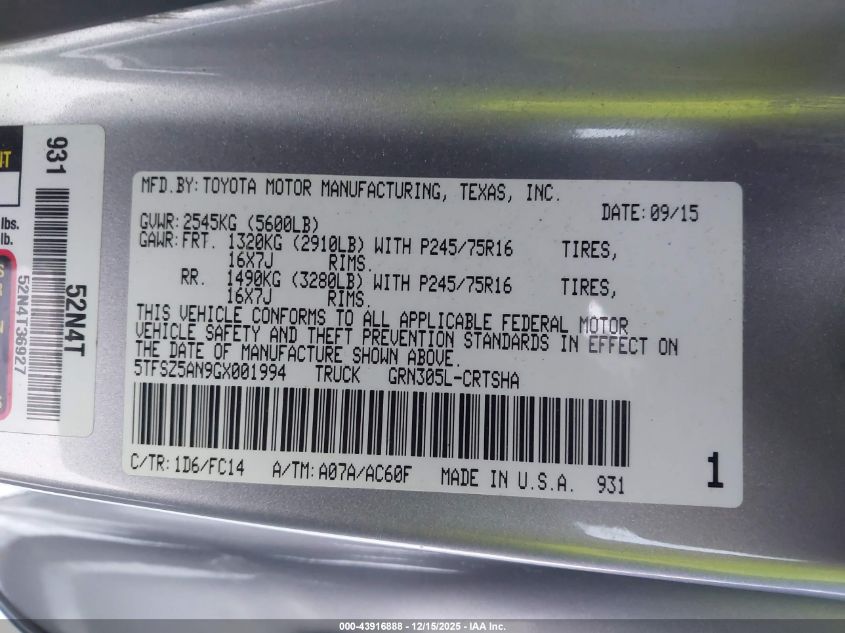 MFD.BY:TOYOTA MOTOR MANUFACTURING, TEXAS, INC.
DATE:09/15
GVWR:2545KG (5600LB)
GAWR:FRT. 1320KG (2910LB) WITH P245/75R16 TIRES,
16X7J RIMS.
RR. 1490KG (3280LB) WITH P245/75R16 TIRES,
16X7J RIMS.
THIS VEHICLE CONFORMS TO ALL APPLICABLE FEDERAL MOTOR
VEHICLE SAFETY AND THEFT PREVENTION STANDARDS IN EFFECT ON
THE DATE OF MANUFACTURE SHOWN ABOVE.
5TFSZ5AN9GX001994 TRUCK GRN305L-CRTSHA
C/TR:1D6/FC14 A/TM:A07A/AC60F MADE IN U.S.A. 931
1
931
52N4T
52N4T36927
lbs.
lb.
000-43916888 - 12/15/2025 - IAA Inc.